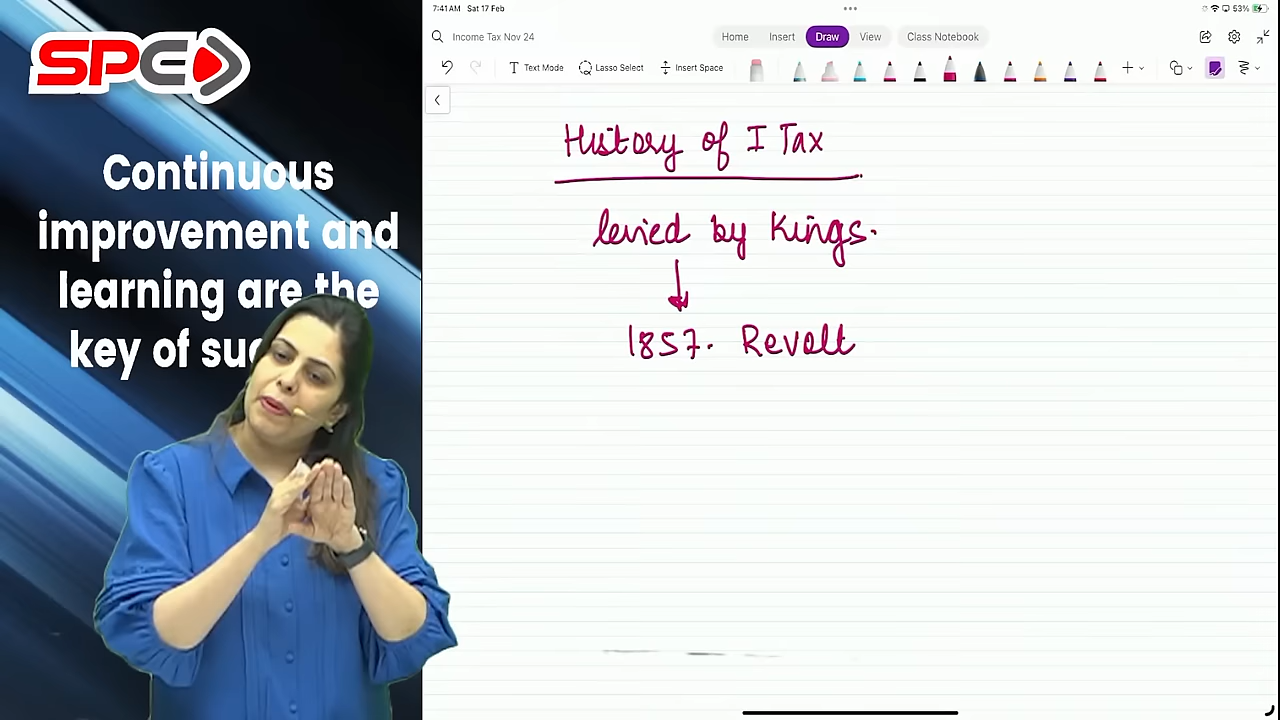 SPE
Continuous
improvement and
learning are the
key of suc
7:41 AM Sat 17 Feb
53%
Income Tax Nov 24
Home Insert Draw View Class Notebook
Text Mode Lasso Select Insert Space
History of I Tax
levied by Kings.
1857. Revolt